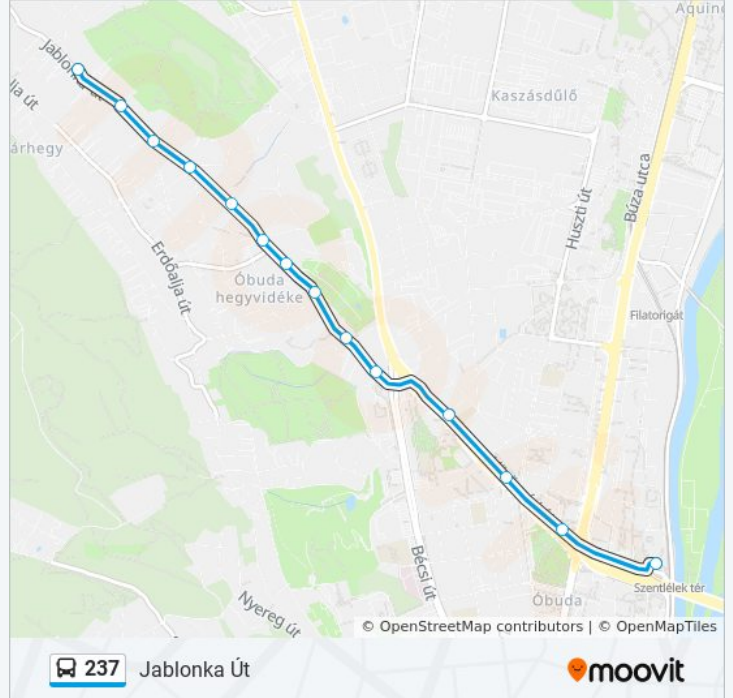 Aquin
Jablonka út
Kaszásdűlő
lja út
árhegy
Búza utca
Huszti út
Erdőalja út
Óbuda
hegyvidéke
Filatorigát
Bécsi út
Szentlélek tér
Óbuda
Nyereg út
© OpenStreetMap contributors | © OpenMapTiles
237 Jablonka Út
moovit